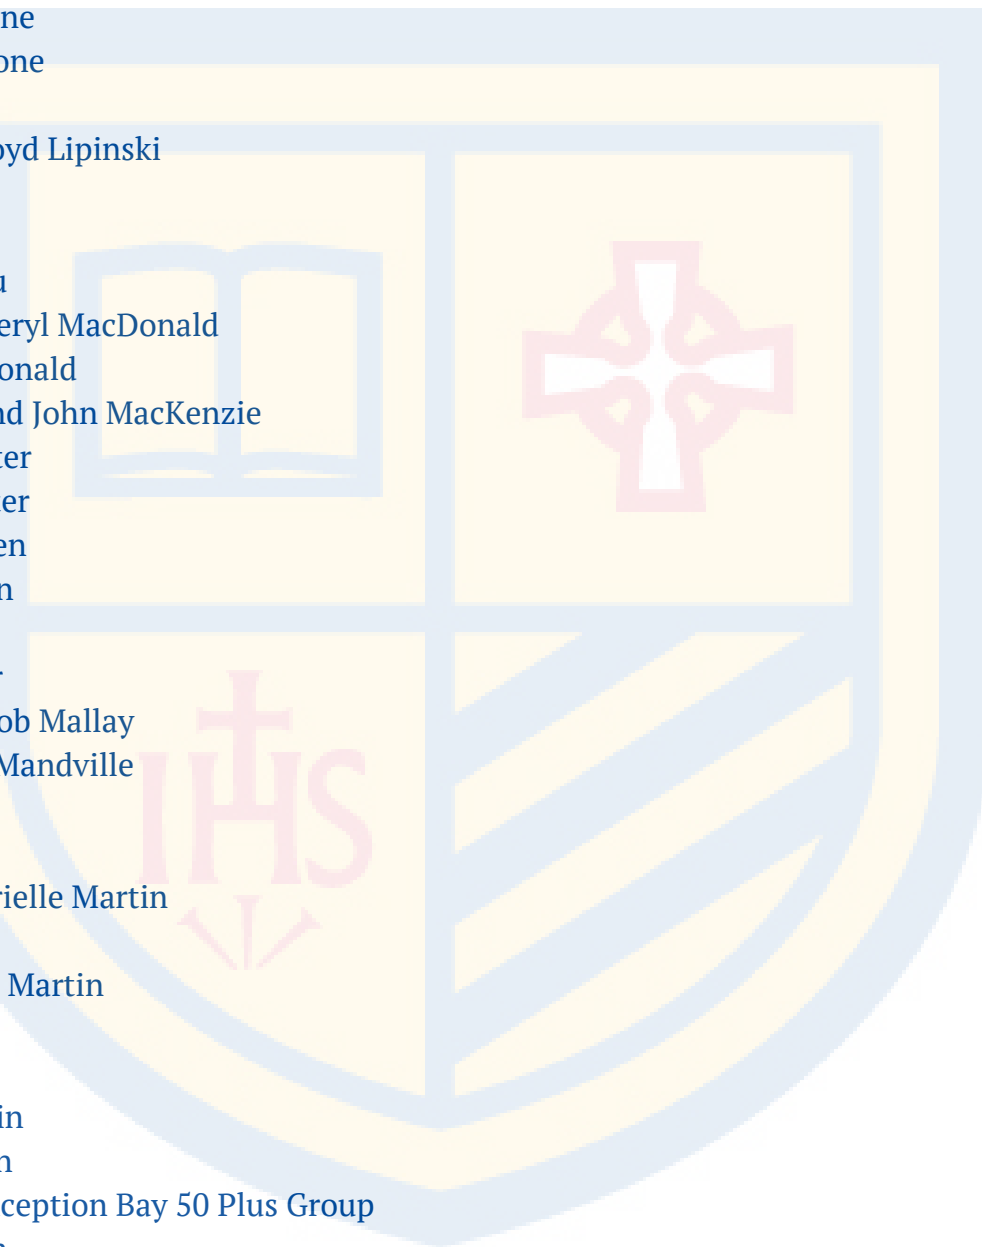 ne
one
oyd Lipinski
u
eryl MacDonald
onald
nd John MacKenzie
ter
ter
en
n
ob Mallay
Mandville
IHS
rielle Martin
Martin
in
n
ception Bay 50 Plus Group